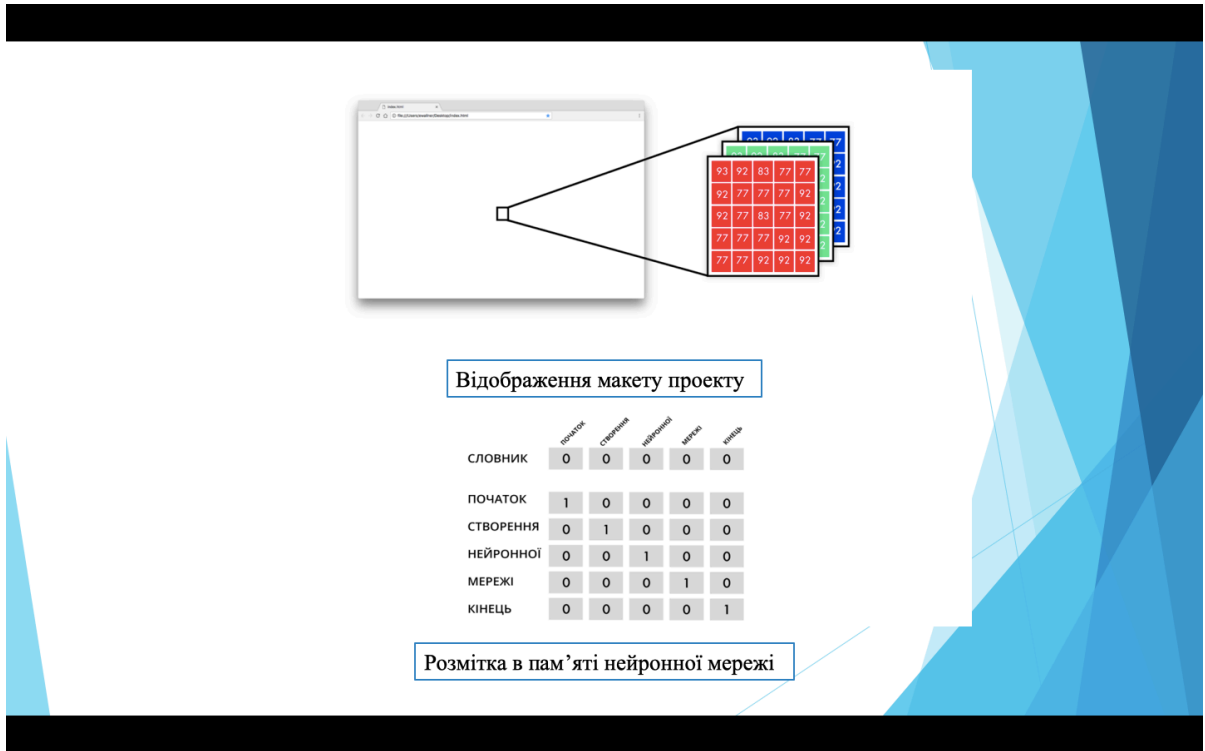 index.html
93 92 83 77 77
92 77 77 77 92
92 77 83 77 92
77 77 77 92 92
77 77 92 92 92
Відображення макету проекту
ПОЧАТОК СТВОРЕННЯ НЕЙРОННОЇ МЕРЕЖІ КІНЕЦЬ
СЛОВНИК 0 0 0 0 0
ПОЧАТОК 1 0 0 0 0
СТВОРЕННЯ 0 1 0 0 0
НЕЙРОННОЇ 0 0 1 0 0
МЕРЕЖІ 0 0 0 1 0
КІНЕЦЬ 0 0 0 0 1
Розмітка в пам’яті нейронної мережі